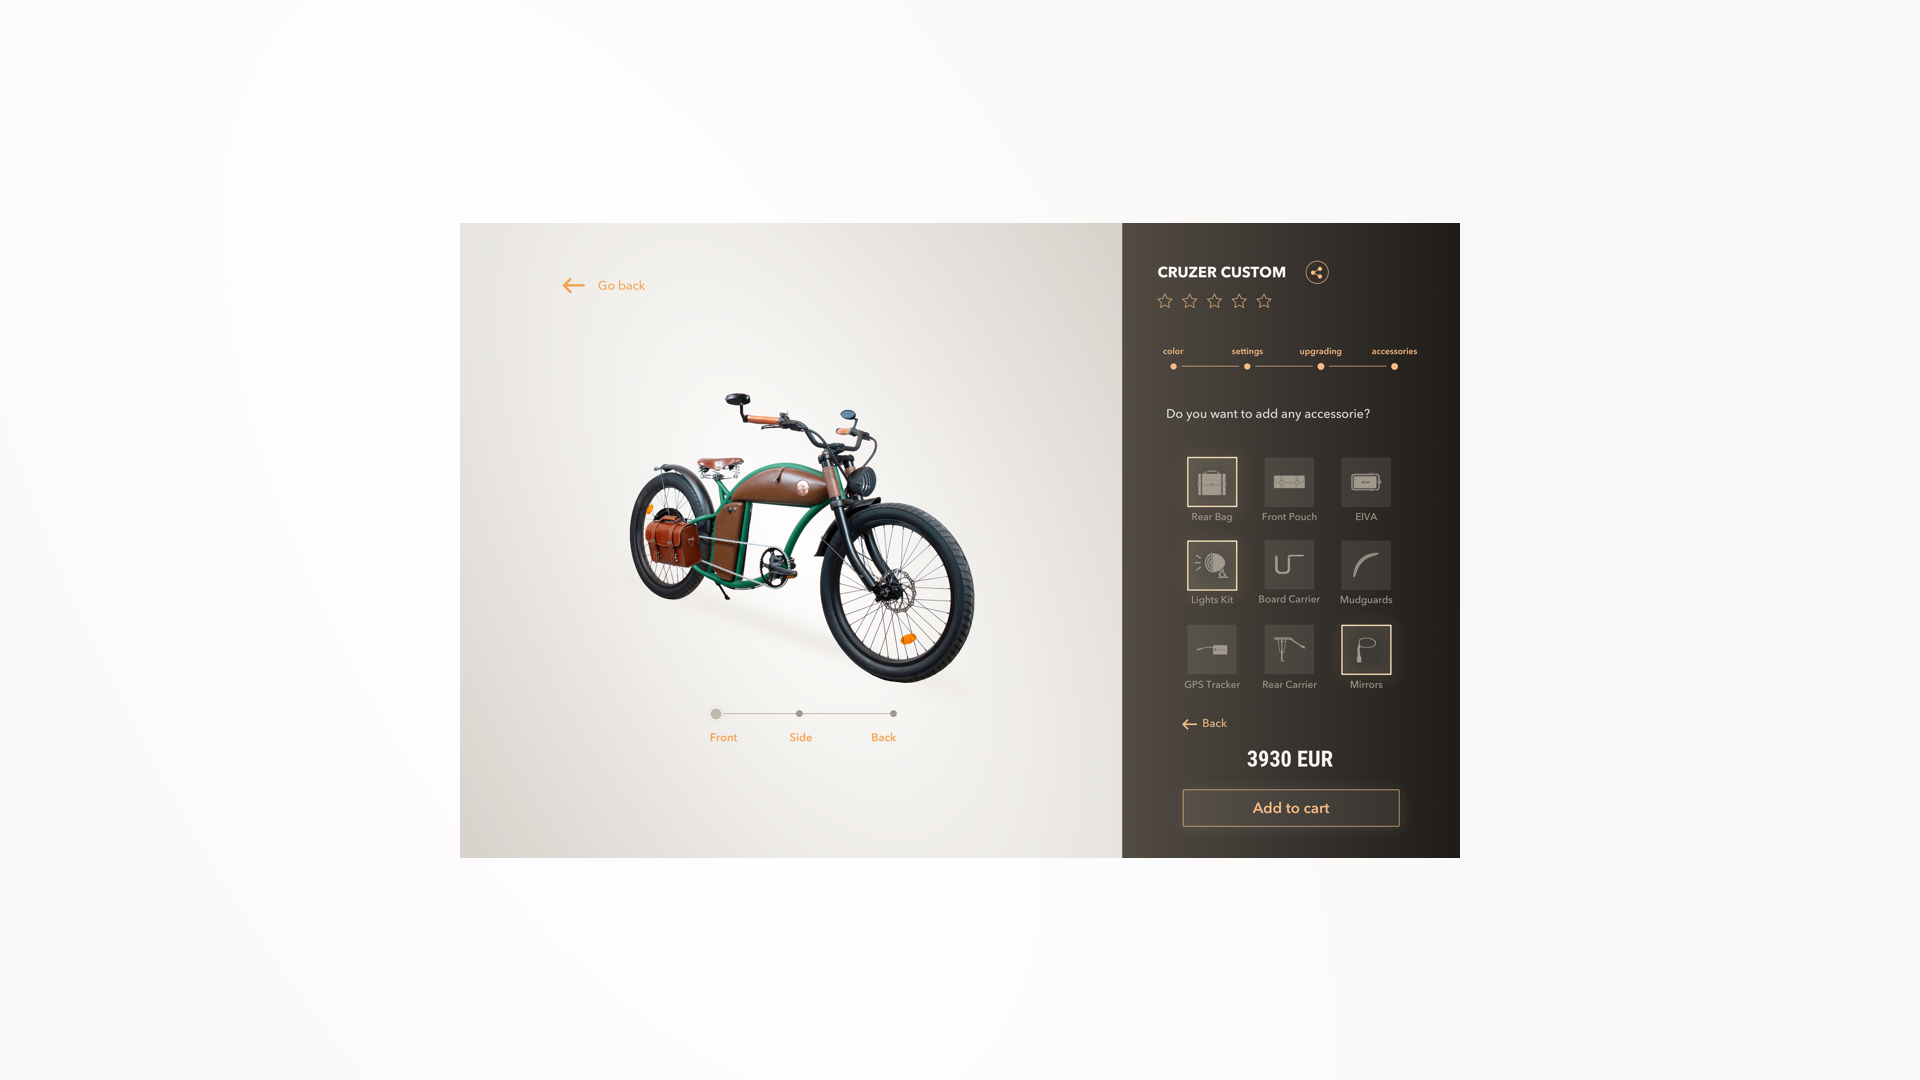 Go back
CRUZER CUSTOM
color settings upgrading accessories
Do you want to add any accessorie?
Rear Bag Front Pouch EIVA
Lights Kit Board Carrier Mudguards
GPS Tracker Rear Carrier Mirrors
Back
3930 EUR
Add to cart
Front Side Back